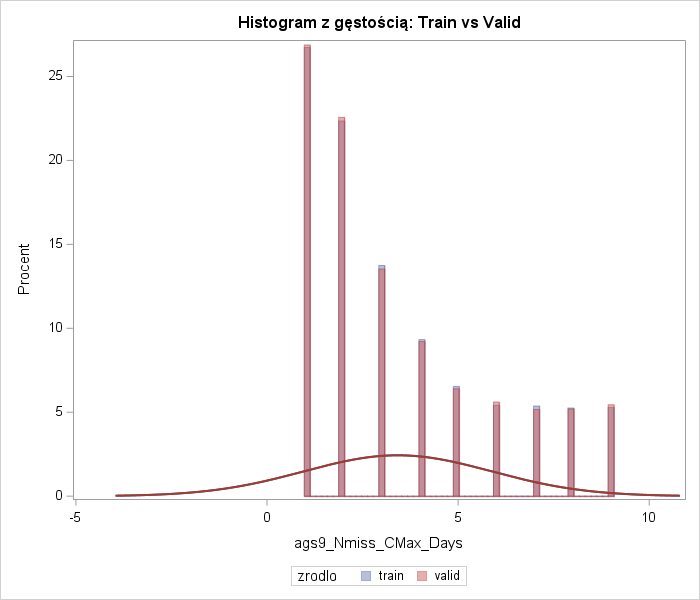 Histogram z gęstością: Train vs Valid
25
20
15
10
5
0
Procent
-5 0 5 10
ags9_Nmiss_CMax_Days
zrodlo train valid